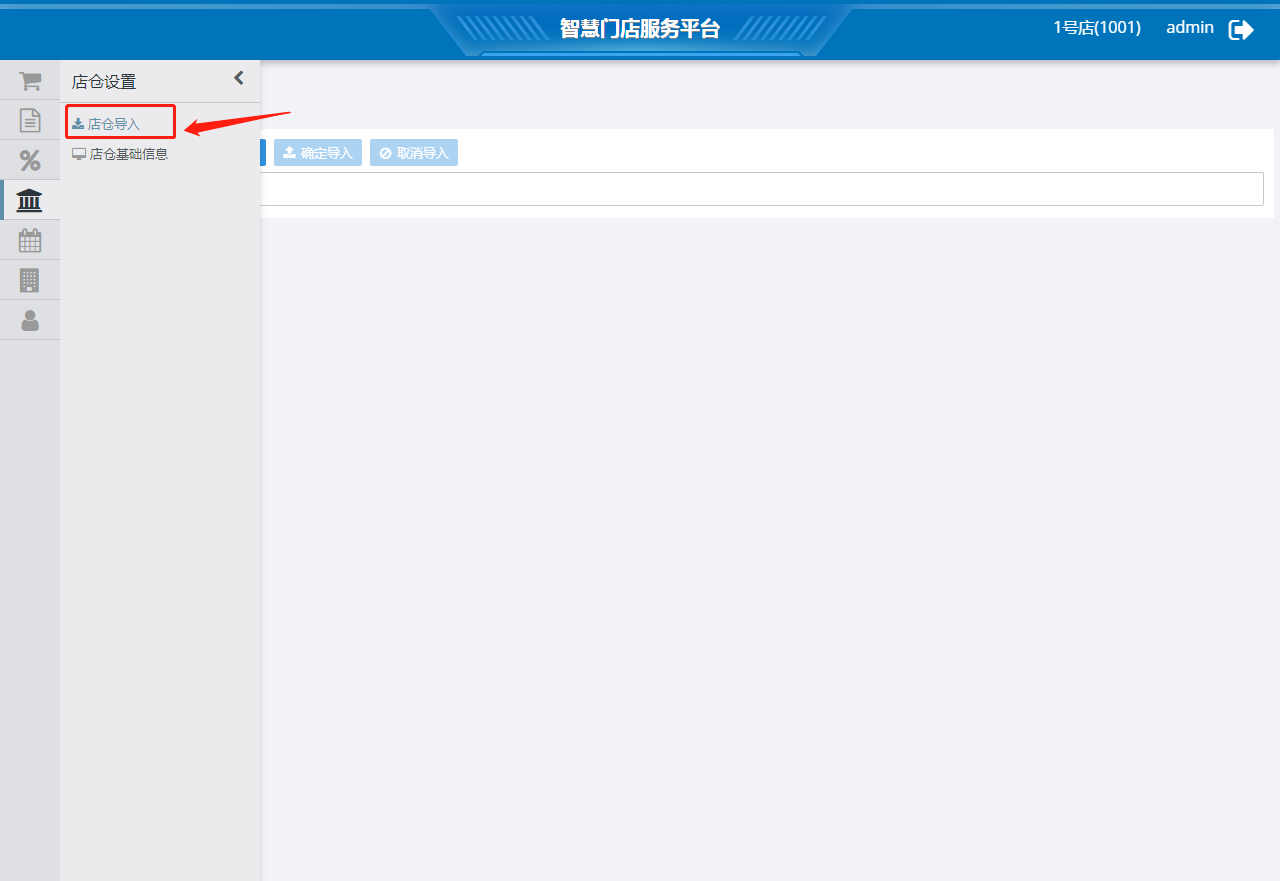 智慧门店服务平台
1号店(1001) admin
店仓设置
店仓导入
店仓基础信息
确定导入 取消导入